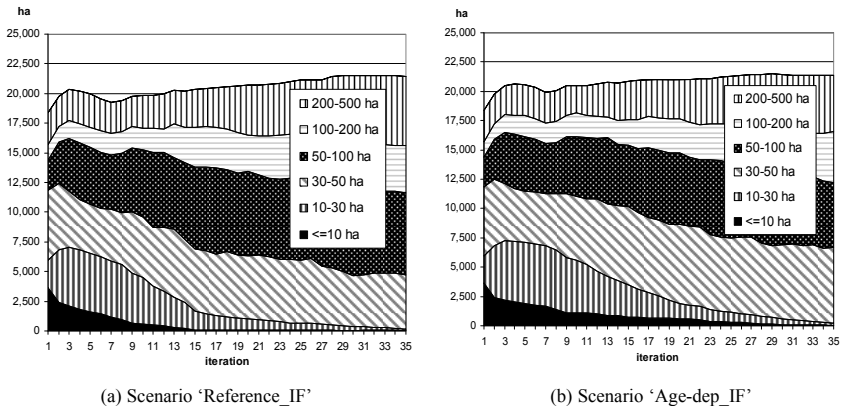 ha
25,000
22,500
20,000
17,500
15,000
12,500
10,000
7,500
5,000
2,500
0
200-500 ha
100-200 ha
50-100 ha
30-50 ha
10-30 ha
<=10 ha
1 3 5 7 9 11 13 15 17 19 21 23 25 27 29 31 33 35
iteration
(a) Scenario ‘Reference_IF’
ha
25,000
22,500
20,000
17,500
15,000
12,500
10,000
7,500
5,000
2,500
0
200-500 ha
100-200 ha
50-100 ha
30-50 ha
10-30 ha
<=10 ha
1 3 5 7 9 11 13 15 17 19 21 23 25 27 29 31 33 35
iteration
(b) Scenario ‘Age-dep_IF’